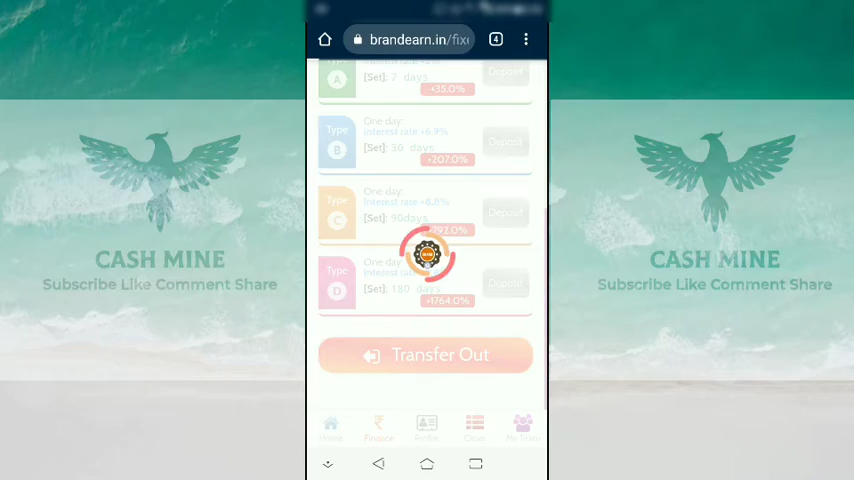 brandearn.in/fix
4
Type
A
[Set]: 7 days
+35.0%
Deposit
Type
B
One day:
Interest rate +6.9%
[Set]: 30 days
+207.0%
Deposit
Type
C
One day:
Interest rate +8.8%
[Set]: 90days
+792.0%
Deposit
Type
D
One day
[Set]: 180 days
+1764.0%
Deposit
Transfer Out
Home
Finance
Profile
My Team
CASH MINE
Subscribe Like Comment Share
CASH MINE
Subscribe Like Comment Share